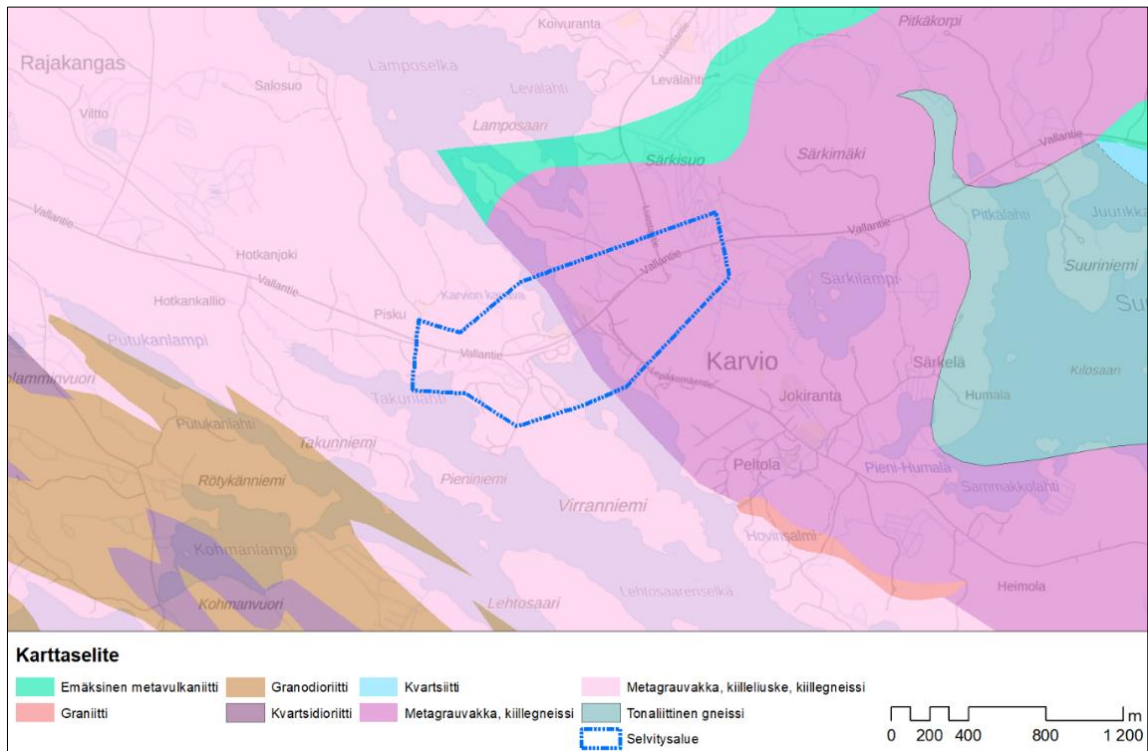 Koivuranta
Pitkäkorpi
Rajakangas
Lamposelkä
Levälahti
Salosuo
Levälahti
Viitto
Lamposaari
Vallantie
Särkisuo
Särkimäki
Pitkälahti
Vallantie
Vallantie
Suuriniemi
Hotkanjoki
Vallantie
Särkilampi
Hotkankallio
Vallantie
Pisku
Putukanlampi
Vallantie
Karvio
Särkelä
Kilosaari
Takunlahti
Jokiranta
Humala
Putukanlahti
Takunniemi
Peltola
Pieni-Humala
Rötykänniemi
Pieniniemi
Sammakkolahti
Virranniemi
Hovinsalmi
Kohmanlampi
Lehtosaarenselkä
Heimola
Kohmanvuori
Lehtosaari
Karttaselite
Emäksinen metavulkaniitti
Granodioriitti
Kvartsiitti
Metagrauvakka, kiilleliuske, kiillegneissi
Graniitti
Kvartsidioriitti
Metagrauvakka, kiillegneissi
Tonaliittinen gneissi
Selvitysalue
m
0 200 400 800 1 200